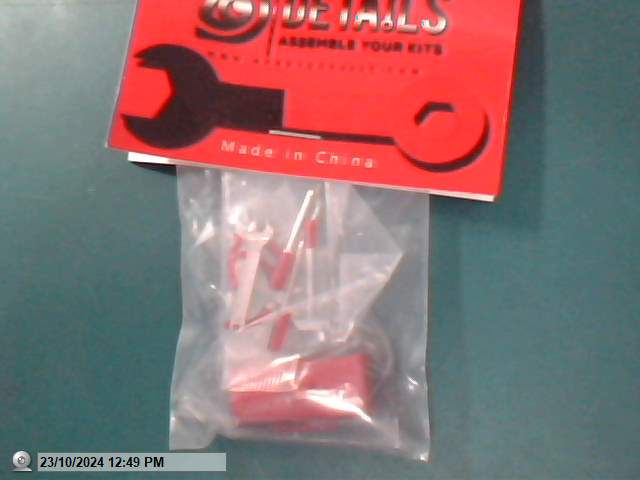 DETAILS
ASSEMBLE YOUR KITS
Made in China
23/10/2024 12:49 PM